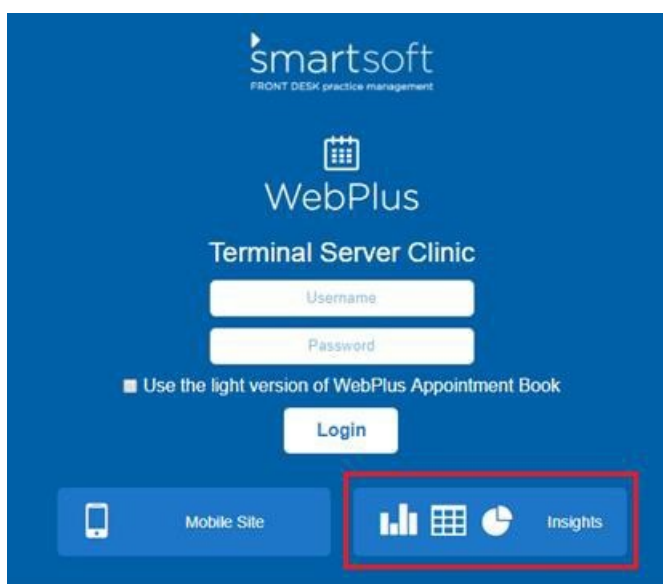 smartsoft
FRONT DESK practice management
WebPlus
Terminal Server Clinic
Username
Password
Use the light version of WebPlus Appointment Book
Login
Mobile Site
Insights